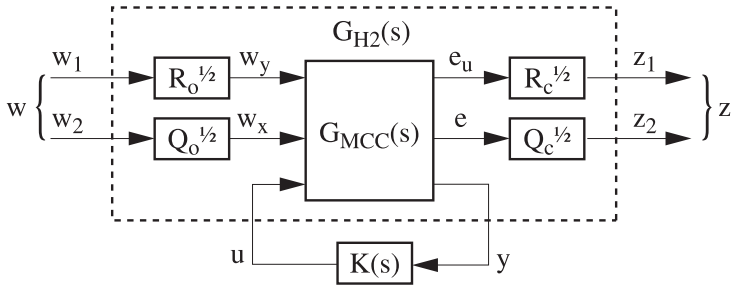 G_H2(s)
w_1 R_o^½ w_y e_u R_c^½ z_1
w G_MCC(s) z
w_2 Q_o^½ w_x e Q_c^½ z_2
u K(s) y